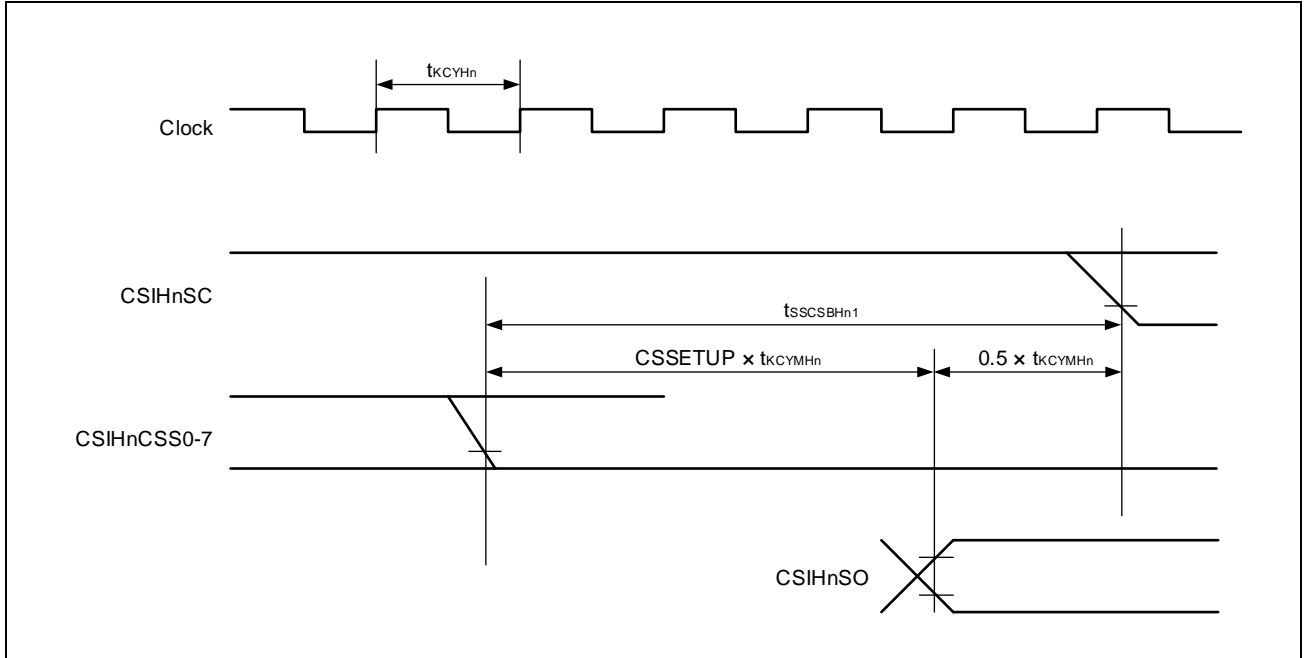 tKCYHn
Clock
CSIHnSC
tSSCSBHn1
CSSETUP × tKCYMHn
0.5 × tKCYMHn
CSIHnCSS0-7
CSIHnSO